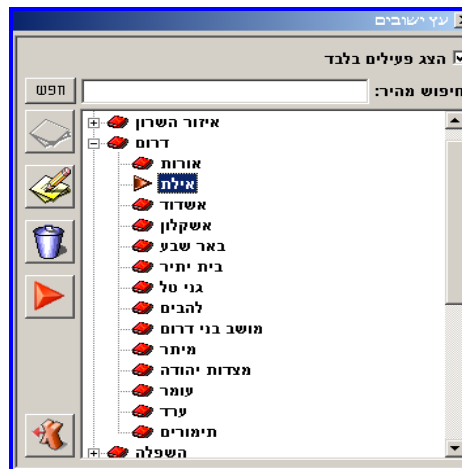 עץ ישובים
הצג פעילים בלבד
חיפוש מהיר:
חפש
איזור השרון
דרום
אורות
אילת
אשדוד
אשקלון
באר שבע
בית יתיר
גני טל
להבים
מושב בני דרום
מיתר
מצדות יהודה
עומר
ערד
תימורים
השפלה